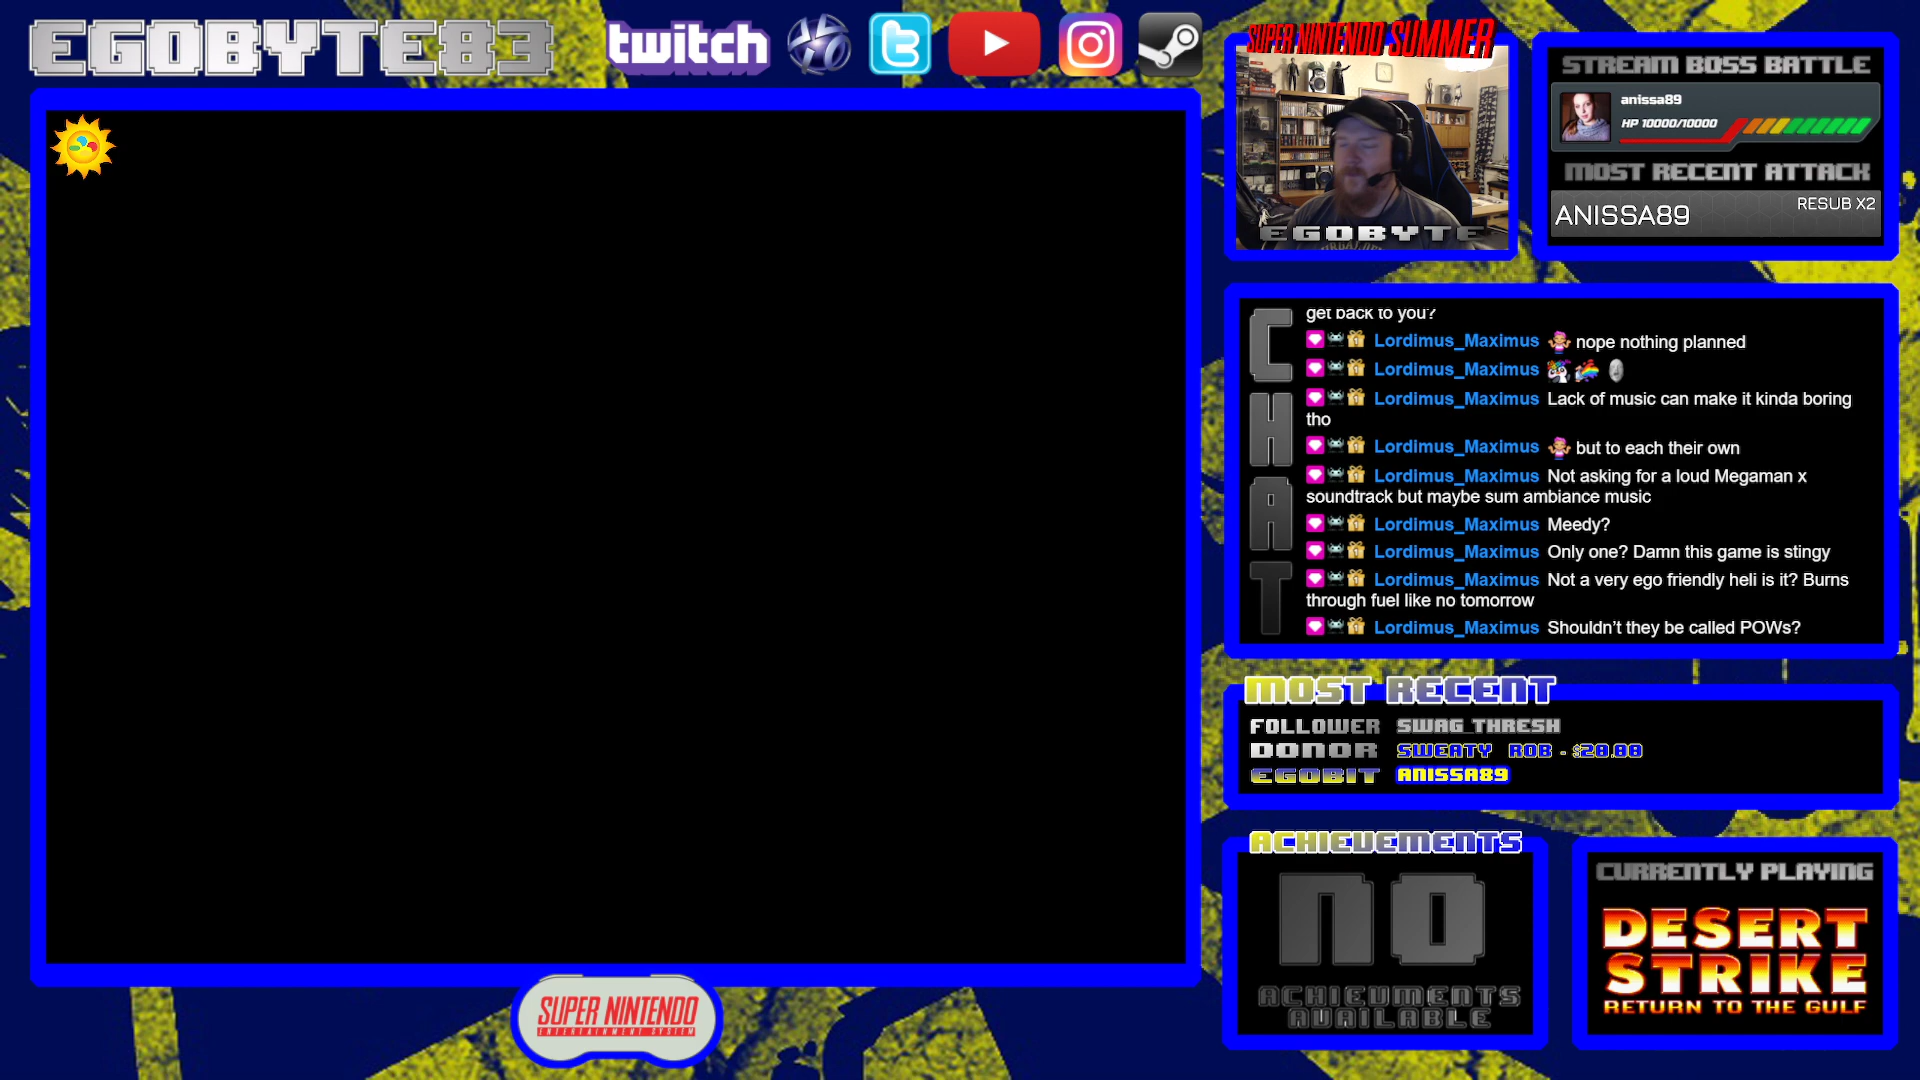 EGOBYTE83
twitch
SUPER NINTENDO SUMMER
EGOBYTE
STREAM BOSS BATTLE
anissa89
HP 10000/10000
MOST RECENT ATTACK
ANISSA89
RESUB X2
CHAT
get back to you?
Lordimus_Maximus nope nothing planned
Lordimus_Maximus
Lordimus_Maximus Lack of music can make it kinda boring
tho
Lordimus_Maximus but to each their own
Lordimus_Maximus Not asking for a loud Megaman x
soundtrack but maybe sum ambiance music
Lordimus_Maximus Meedy?
Lordimus_Maximus Only one? Damn this game is stingy
Lordimus_Maximus Not a very ego friendly heli is it? Burns
through fuel like no tomorrow
Lordimus_Maximus Shouldn't they be called POWs?
MOST RECENT
FOLLOWER SWAG_THRESH
DONOR SWEATY_ROB - $20.00
EGOBIT ANISSA89
ACHIEVEMENTS
NO
ACHIEVMENTS
AVAILABLE
CURRENTLY PLAYING
DESERT
STRIKE
RETURN TO THE GULF
SUPER NINTENDO
ENTERTAINMENT SYSTEM